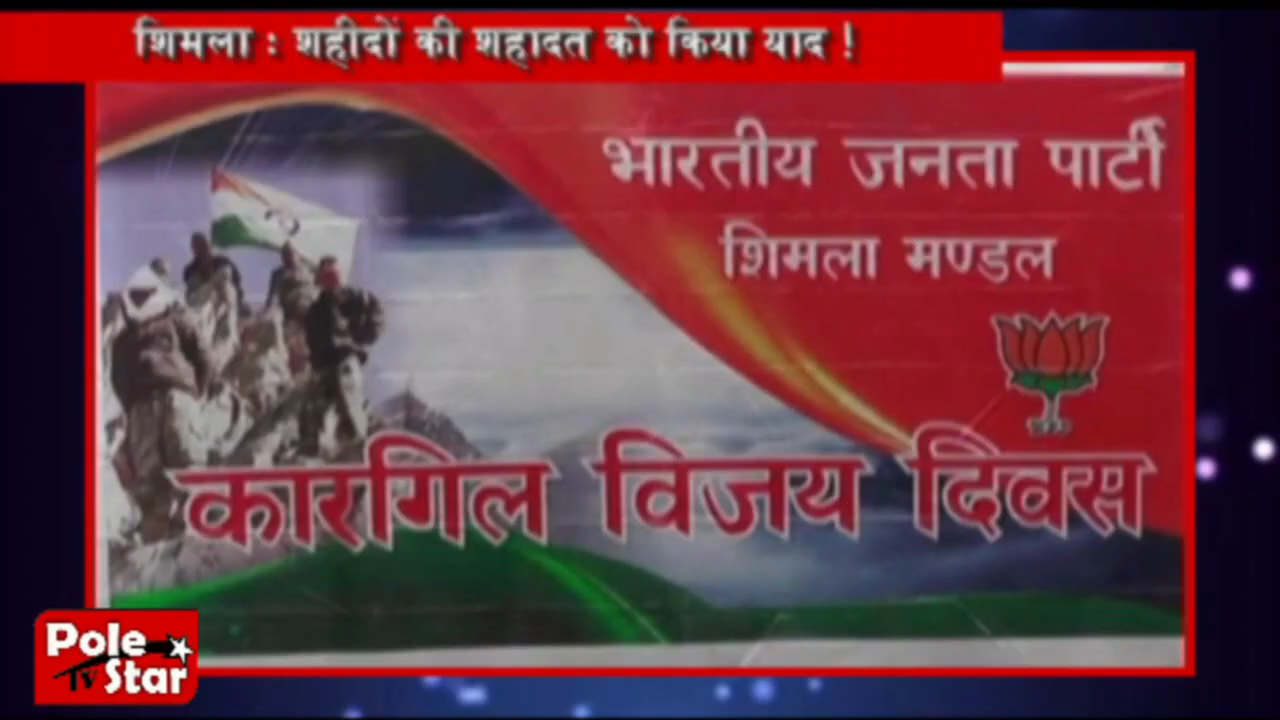 शिमला : शहीदों की शहादत को किया याद !
भारतीय जनता पार्टी
शिमला मण्डल
कारगिल विजय दिवस
Pole
TV Star